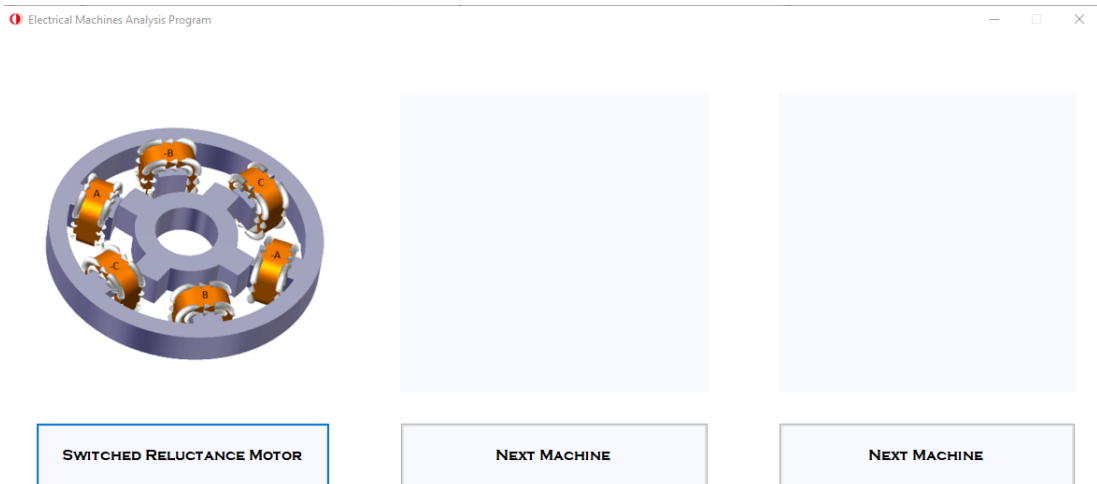 Electrical Machines Analysis Program
-B
C
A
-A
-C
B
SWITCHED RELUCTANCE MOTOR
NEXT MACHINE
NEXT MACHINE